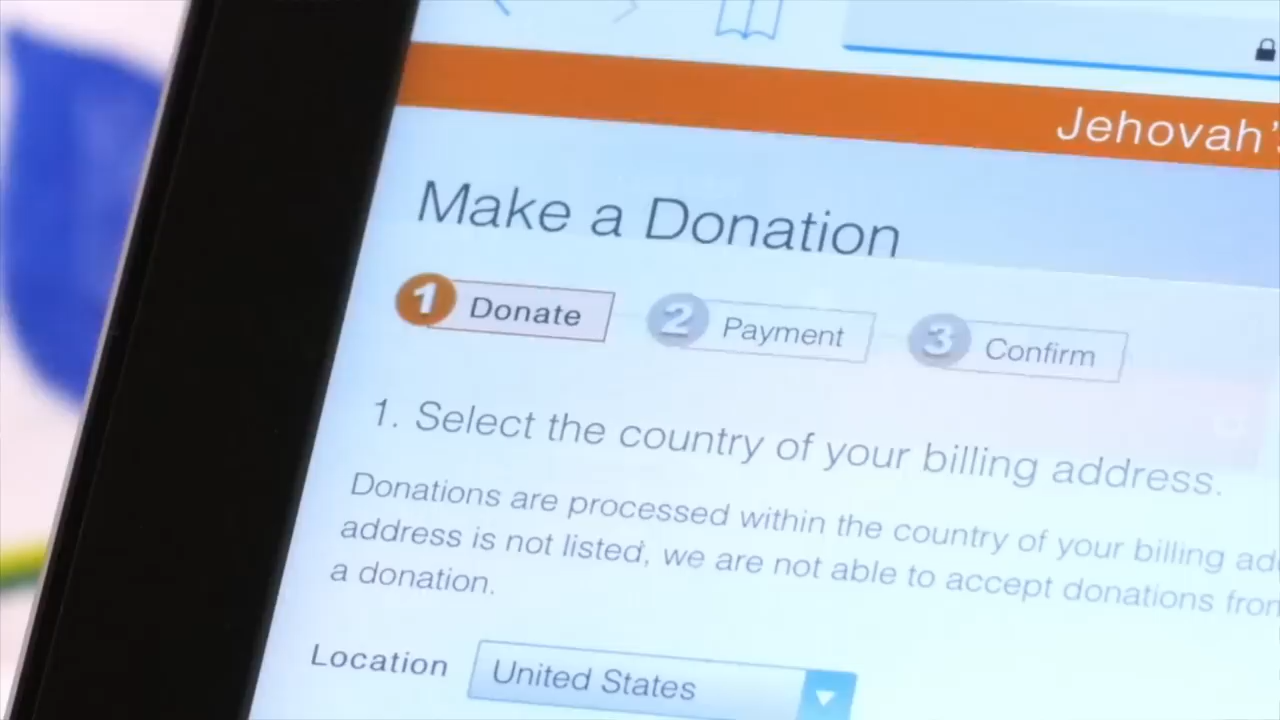 Jehovah's
Make a Donation
1 Donate 2 Payment 3 Confirm
1. Select the country of your billing address.
Donations are processed within the country of your billing
address is not listed, we are not able to accept donations
a donation.
Location United States